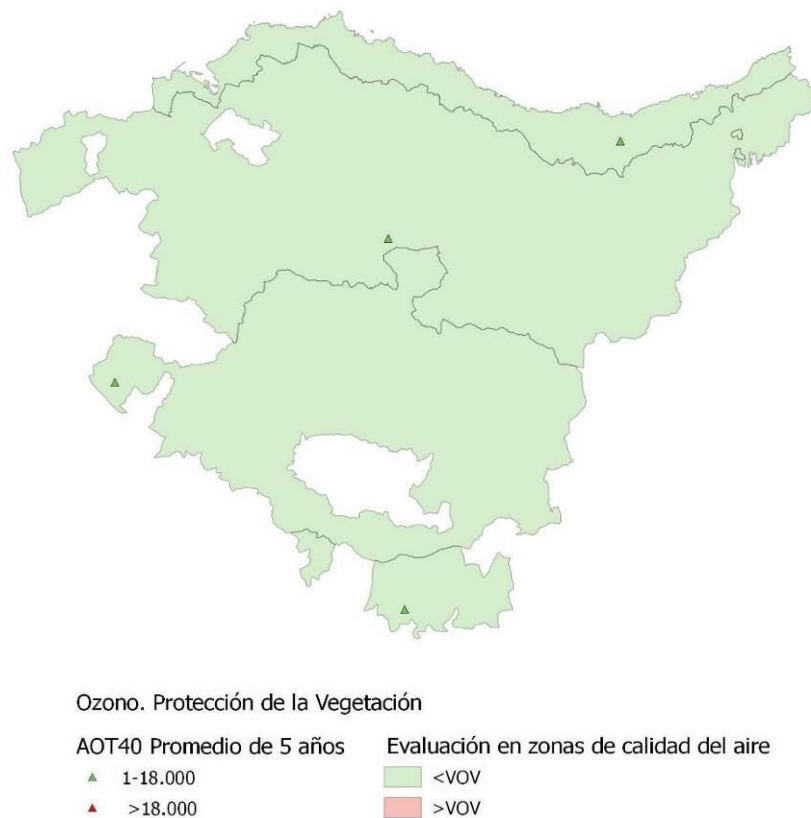 Ozono. Protección de la Vegetación
AOT40 Promedio de 5 años
1-18.000
>18.000
Evaluación en zonas de calidad del aire
<VOV
>VOV